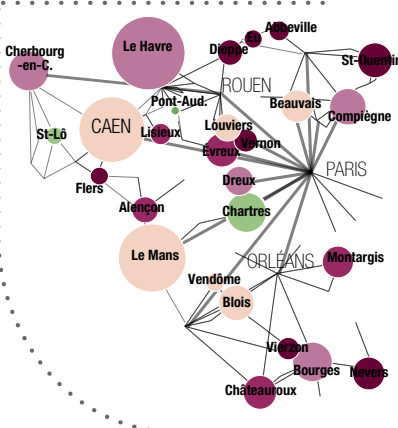 Abbeville
Eu
Dieppe
Le Havre
Cherbourg
-en-C.
St-Quentin
ROUEN
Pont-Aud.
Beauvais
Compiègne
CAEN
Louviers
St-Lô
Lisieux
Vernon
Évreux
PARIS
Dreux
Flers
Alençon
Chartres
Le Mans
ORLÉANS
Montargis
Vendôme
Blois
Vierzon
Bourges
Nevers
Châteauroux